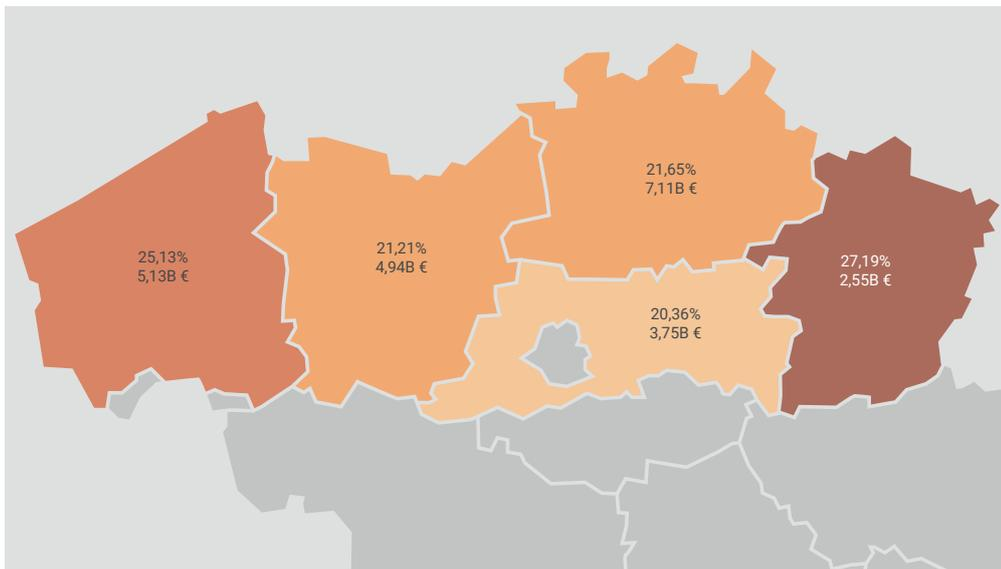 21,65%
7,11B €
25,13%
5,13B €
21,21%
4,94B €
27,19%
2,55B €
20,36%
3,75B €